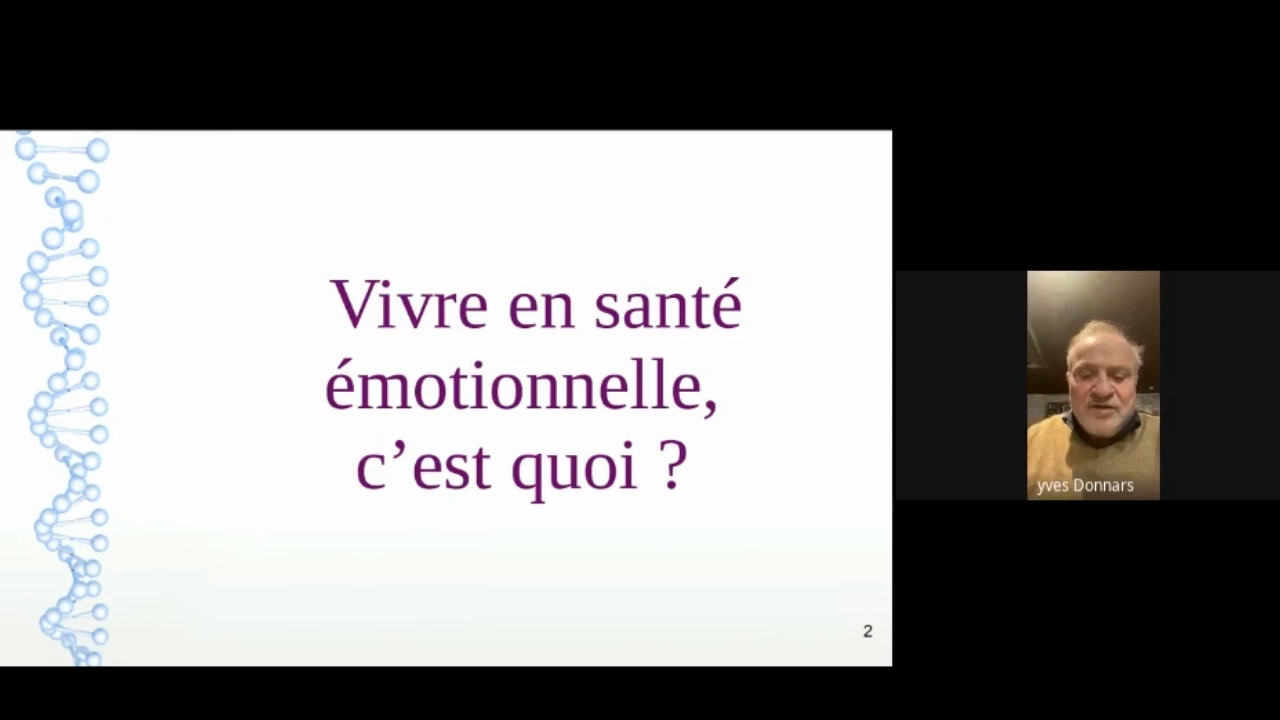 Vivre en santé
émotionnelle,
c’est quoi ?
2
yves Donnars